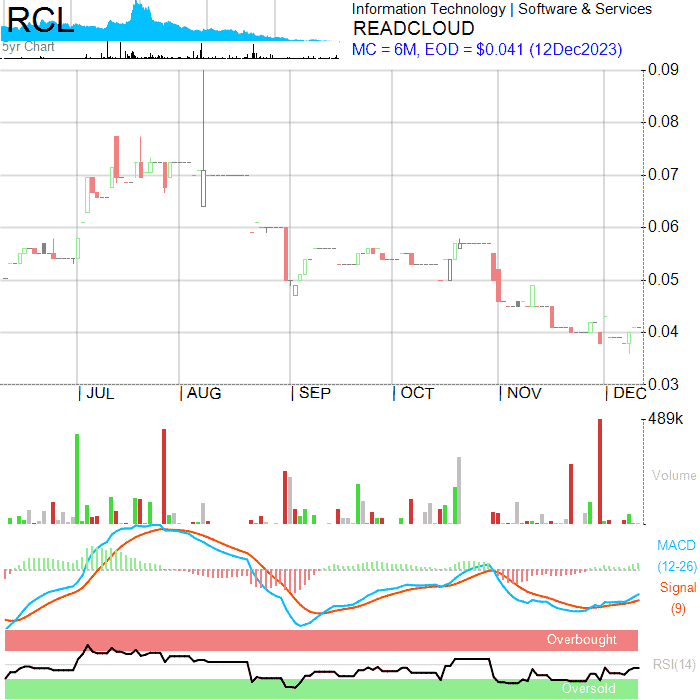 RCL
5yr Chart
Information Technology | Software & Services
READCLOUD
MC = 6M, EOD = $0.041 (12Dec2023)
0.09
0.08
0.07
0.06
0.05
0.04
0.03
JUL AUG SEP OCT NOV DEC
489k
Volume
MACD
(12-26)
Signal
(9)
Overbought
RSI(14)
Oversold